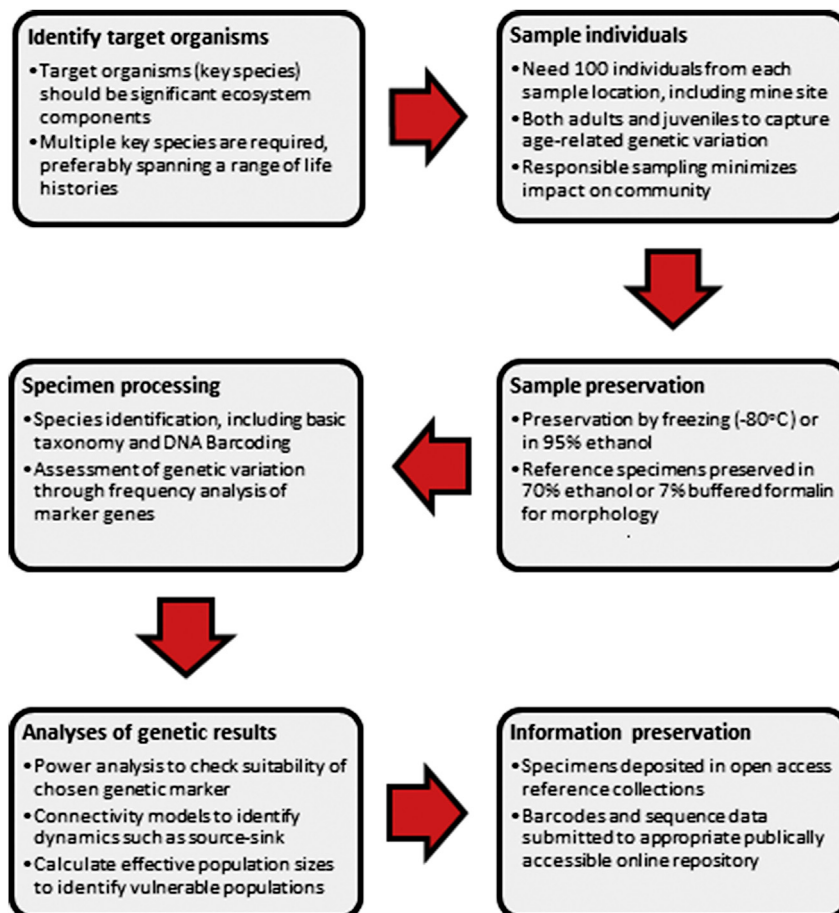 Identify target organisms
•Target organisms (key species)
should be significant ecosystem
components
•Multiple key species are required,
preferably spanning a range of life
histories
Sample individuals
•Need 100 individuals from each
sample location, including mine site
•Both adults and juveniles to capture
age-related genetic variation
•Responsible sampling minimizes
impact on community
Sample preservation
•Preservation by freezing (-80°C) or
in 95% ethanol
•Reference specimens preserved in
70% ethanol or 7% buffered formalin
for morphology
Specimen processing
•Species identification, including basic
taxonomy and DNA Barcoding
•Assessment of genetic variation
through frequency analysis of
marker genes
Analyses of genetic results
•Power analysis to check suitability of
chosen genetic marker
•Connectivity models to identify
dynamics such as source-sink
•Calculate effective population sizes
to identify vulnerable populations
Information preservation
•Specimens deposited in open access
reference collections
•Barcodes and sequence data
submitted to appropriate publically
accessible online repository